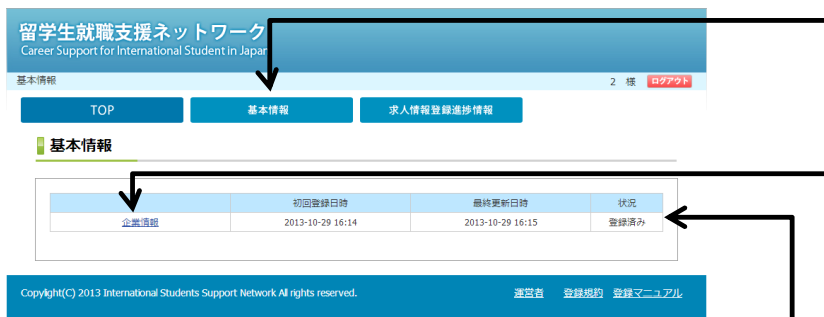 留学生就職支援ネットワーク
Career Support for International Student in Japan
基本情報 2 様 ログアウト
TOP 基本情報 求人情報登録進捗情報
基本情報
初回登録日時 最終更新日時 状況
企業情報 2013-10-29 16:14 2013-10-29 16:15 登録済み
Copyright(C) 2013 International Students Support Network All rights reserved. 運営者 登録規約 登録マニュアル